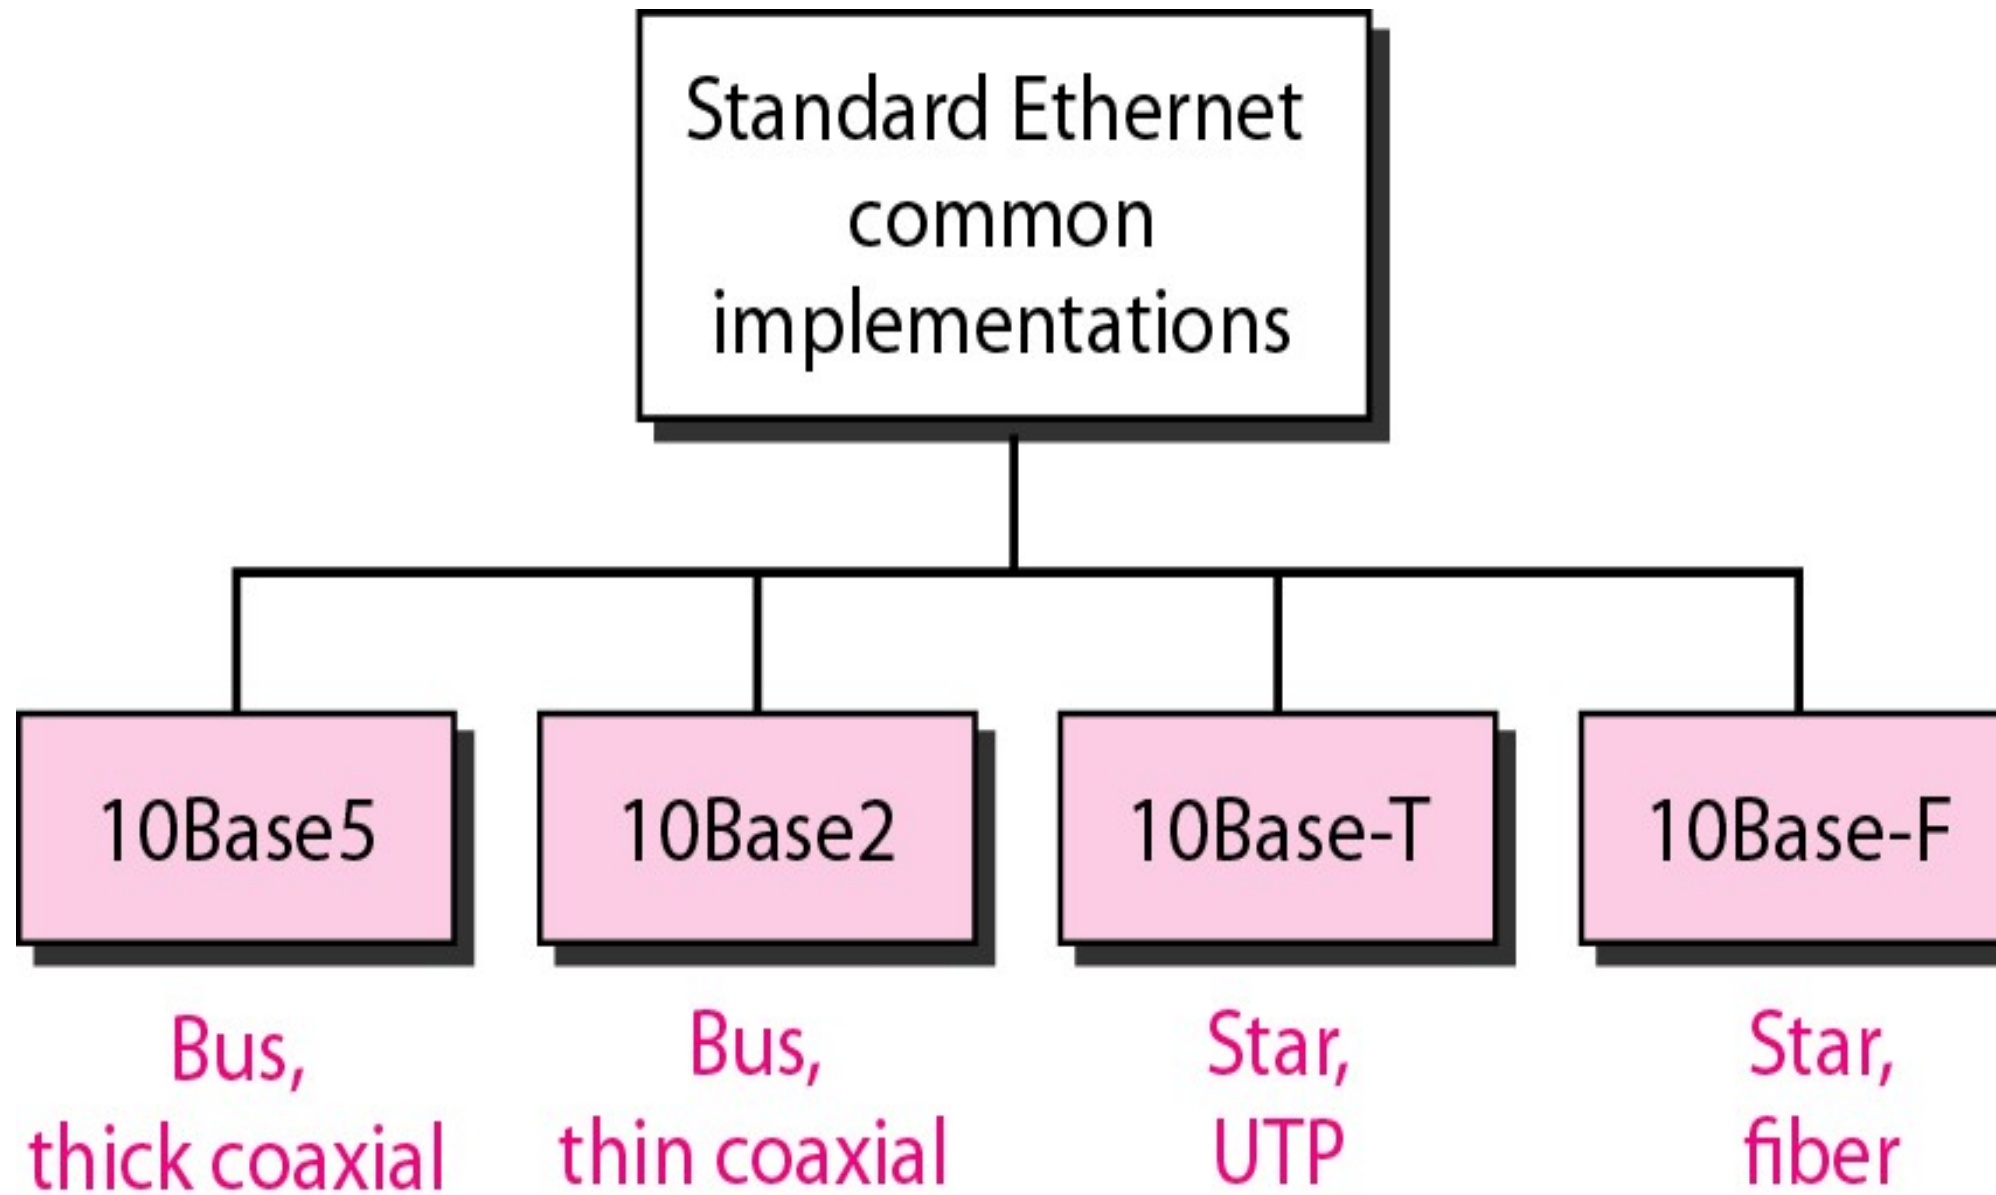 Standard Ethernet
common
implementations
10Base5
10Base2
10Base-T
10Base-F
Bus,
thick coaxial
Bus,
thin coaxial
Star,
UTP
Star,
fiber